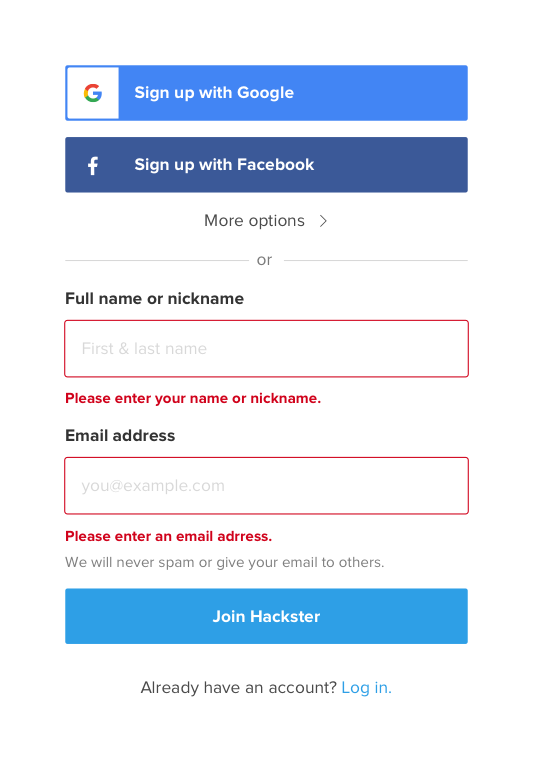 Sign up with Google
Sign up with Facebook
More options
or
Full name or nickname
First & last name
Please enter your name or nickname.
Email address
you@example.com
Please enter an email adrress.
We will never spam or give your email to others.
Join Hackster
Already have an account? Log in.